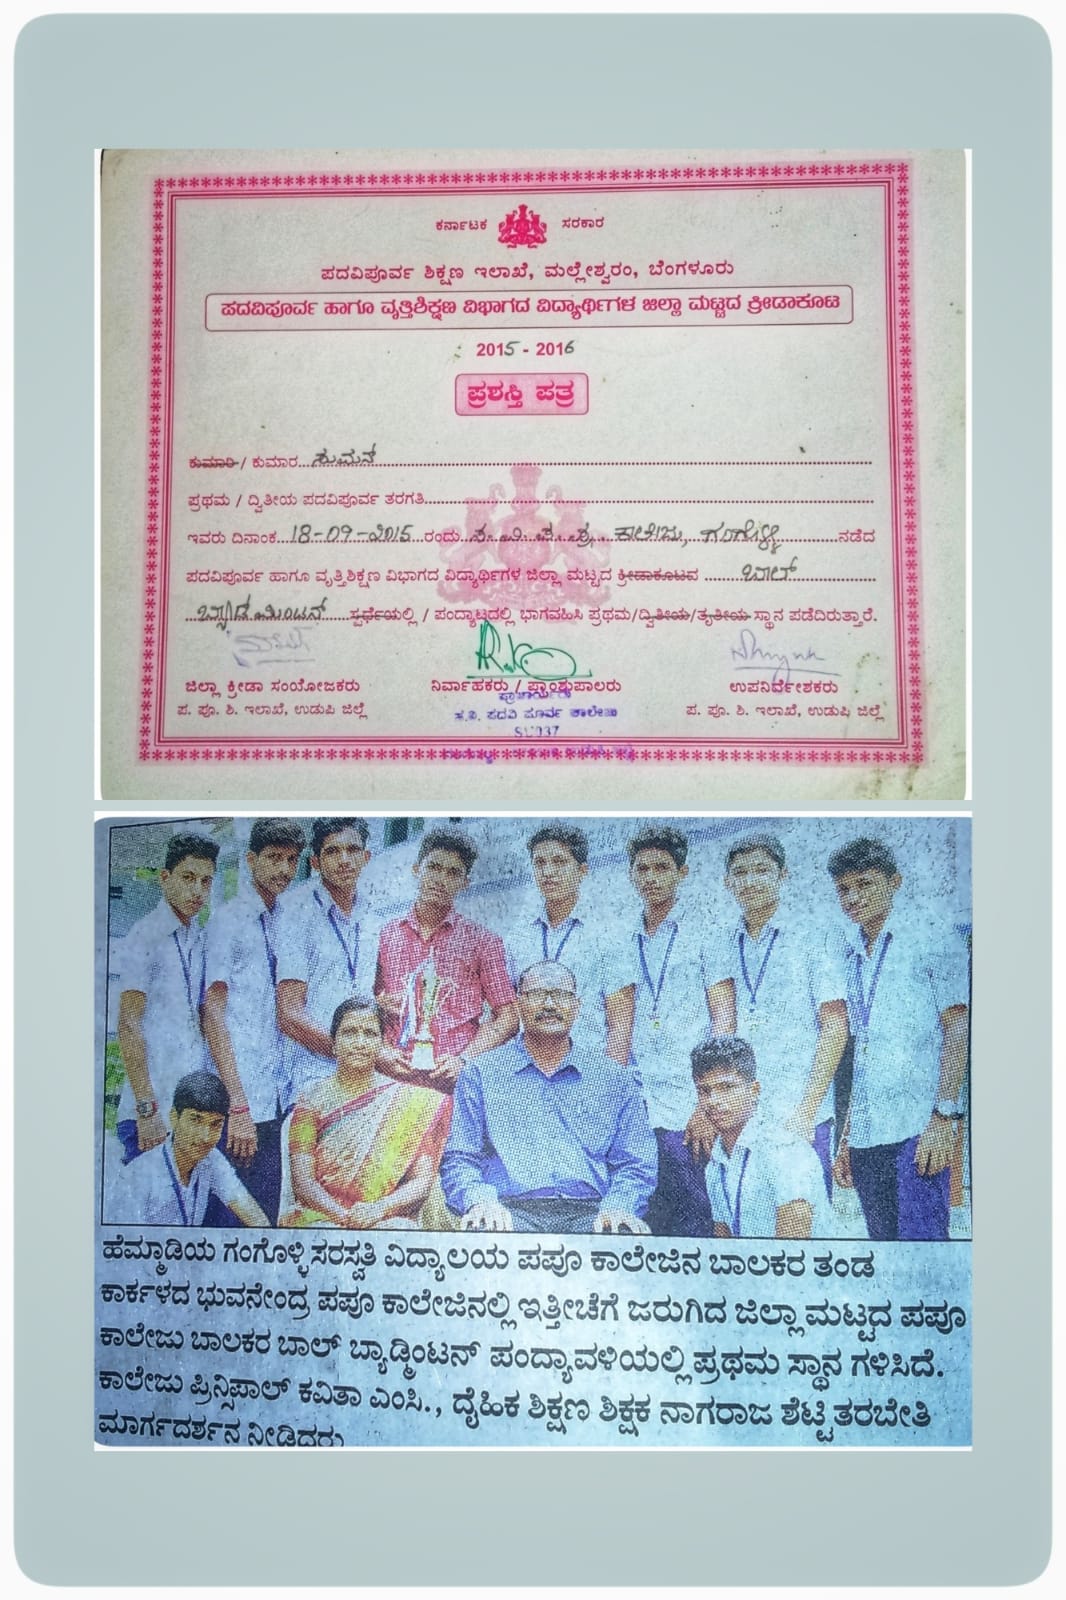 ಕರ್ನಾಟಕ ಸರಕಾರ
ಪದವಿಪೂರ್ವ ಶಿಕ್ಷಣ ಇಲಾಖೆ, ಮಲ್ಲೇಶ್ವರಂ, ಬೆಂಗಳೂರು
ಪದವಿಪೂರ್ವ ಹಾಗೂ ವೃತ್ತಿಶಿಕ್ಷಣ ವಿಭಾಗದ ವಿದ್ಯಾರ್ಥಿಗಳ ಜಿಲ್ಲಾ ಮಟ್ಟದ ಕ್ರೀಡಾಕೂಟ
2015 - 2016
ಪ್ರಶಸ್ತಿ ಪತ್ರ
ಕುಮಾರಿ / ಕುಮಾರ ಸುಮನ್
ಪ್ರಥಮ / ದ್ವಿತೀಯ ಪದವಿಪೂರ್ವ ತರಗತಿ
ಇವರು ದಿನಾಂಕ 18-09-2015 ರಂದು ಕಾಲೇಜು, ಗಂಗೊಳ್ಳಿ ನಡೆದ
ಪದವಿಪೂರ್ವ ಹಾಗೂ ವೃತ್ತಿಶಿಕ್ಷಣ ವಿಭಾಗದ ವಿದ್ಯಾರ್ಥಿಗಳ ಜಿಲ್ಲಾ ಮಟ್ಟದ ಕ್ರೀಡಾಕೂಟದ ಬಾಲ್
ಬ್ಯಾಡ್ಮಿಂಟನ್ ಸ್ಪರ್ಧೆಯಲ್ಲಿ / ಪಂದ್ಯಾಟದಲ್ಲಿ ಭಾಗವಹಿಸಿ ಪ್ರಥಮ/ದ್ವಿತೀಯ/ತೃತೀಯ ಸ್ಥಾನ ಪಡೆದಿರುತ್ತಾರೆ.
ಜಿಲ್ಲಾ ಕ್ರೀಡಾ ಸಂಯೋಜಕರು ನಿರ್ವಾಹಕರು / ಪ್ರಾಂಶುಪಾಲರು ಉಪನಿರ್ದೇಶಕರು
ಪ. ಪೂ. ಶಿ. ಇಲಾಖೆ, ಉಡುಪಿ ಜಿಲ್ಲೆ ಪ. ಪೂ. ಶಿ. ಇಲಾಖೆ, ಉಡುಪಿ ಜಿಲ್ಲೆ
ಪ್ರಾಚಾರ್ಯರು
ಸ.ವಿ. ಪದವಿ ಪೂರ್ವ ಕಾಲೇಜು
ಹೆಮ್ಮಾಡಿಯ ಗಂಗೊಳ್ಳಿ ಸರಸ್ವತಿ ವಿದ್ಯಾಲಯ ಪಪೂ ಕಾಲೇಜಿನ ಬಾಲಕರ ತಂಡ
ಕಾರ್ಕಳದ ಭುವನೇಂದ್ರ ಪಪೂ ಕಾಲೇಜಿನಲ್ಲಿ ಇತ್ತೀಚೆಗೆ ಜರುಗಿದ ಜಿಲ್ಲಾ ಮಟ್ಟದ ಪಪೂ
ಕಾಲೇಜು ಬಾಲಕರ ಬಾಲ್ ಬ್ಯಾಡ್ಮಿಂಟನ್ ಪಂದ್ಯಾವಳಿಯಲ್ಲಿ ಪ್ರಥಮ ಸ್ಥಾನ ಗಳಿಸಿದೆ.
ಕಾಲೇಜು ಪ್ರಿನ್ಸಿಪಾಲ್ ಕವಿತಾ ಎಂಸಿ., ದೈಹಿಕ ಶಿಕ್ಷಣ ಶಿಕ್ಷಕ ನಾಗರಾಜ ಶೆಟ್ಟಿ ತರಬೇತಿ
ಮಾರ್ಗದರ್ಶನ ನೀಡಿದರು